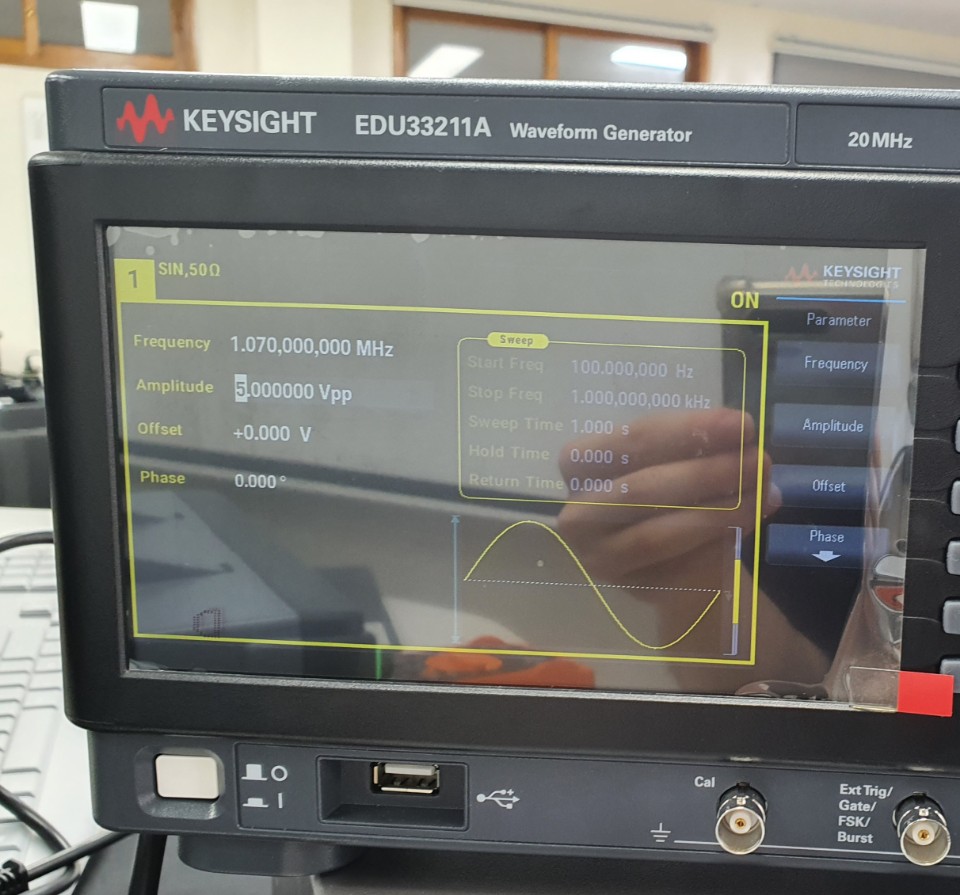 KEYSIGHT EDU33211A Waveform Generator 20 MHz
1 SIN,50Ω
KEYSIGHT
TECHNOLOGIES
ON
Parameter
Frequency 1.070,000,000 MHz
Amplitude 5.000000 Vpp
Offset +0.000 V
Phase 0.000°
Sweep
Start Freq 100.000,000 Hz
Stop Freq 1.000,000,000 kHz
Sweep Time 1.000 s
Hold Time 0.000 s
Return Time 0.000 s
Frequency
Amplitude
Offset
Phase
Cal
Ext Trig/
Gate/
FSK/
Burst